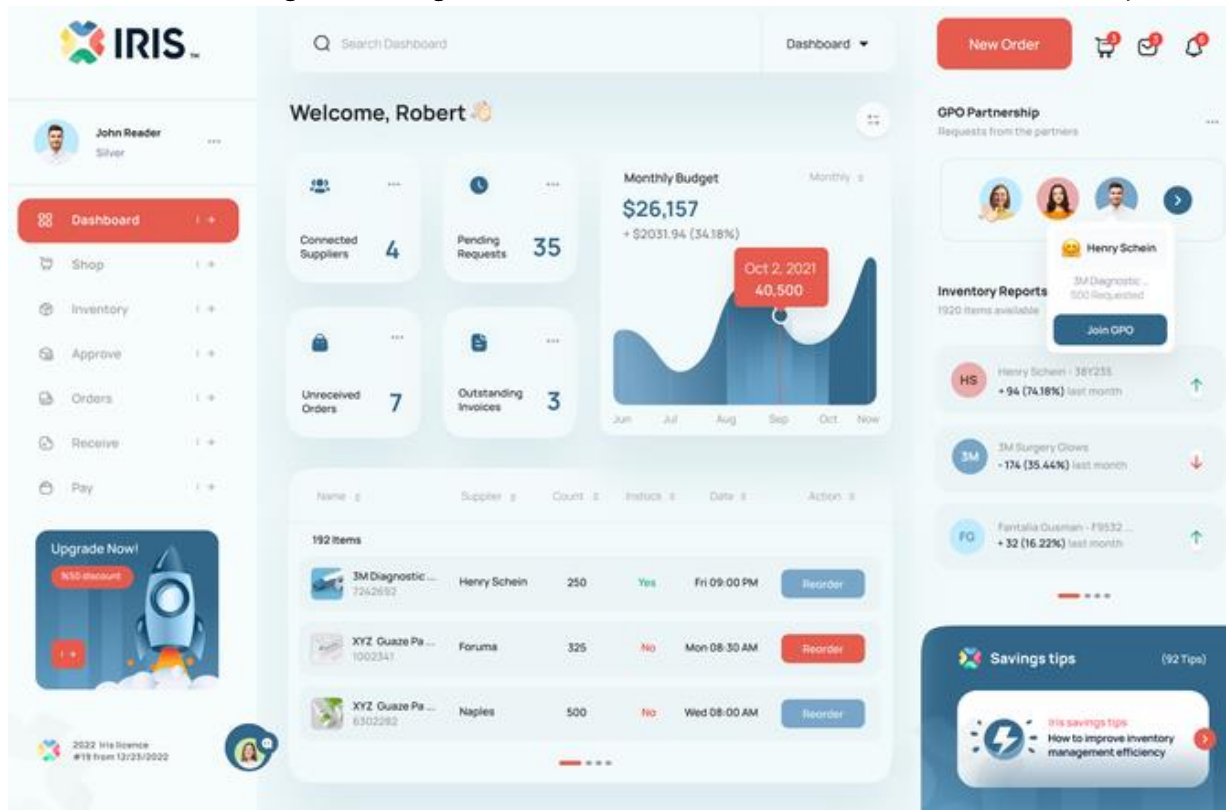 IRIS
TM
John Reader
Silver
Dashboard
Shop
Inventory
Approve
Orders
Receive
Pay
Upgrade Now!
%50 discount
2022 Iris licence
#19 from 12/23/2022
Search Dashboard
Dashboard
Welcome, Robert
Connected
Suppliers
4
Pending
Requests
35
Unreceived
Orders
7
Outstanding
Invoices
3
Monthly Budget
Monthly
$26,157
+ $2031.94 (34.18%)
Oct 2, 2021
40,500
Jun Jul Aug Sep Oct Now
Name Supplier Count Instock Date Action
192 Items
3M Diagnostic ...
7242692
Henry Schein 250 Yes Fri 09:00 PM Reorder
XYZ Guaze Pa ...
1002341
Foruma 325 No Mon 08:30 AM Reorder
XYZ Guaze Pa ...
6302282
Naples 500 No Wed 08:00 AM Reorder
New Order
3
3
GPO Partnership
Requests from the partners
Henry Schein
3M Diagnostic ...
500 Requested
Join GPO
Inventory Reports
1920 Items available
HS
Henry Schein - 38Y235
+ 94 (74.18%) last month
3M
3M Surgery Glows
- 174 (35.44%) last month
FG
Fantalia Gusman - F9532 ...
+ 32 (16.22%) last month
Savings tips
(92 Tips)
Iris savings tips
How to improve inventory
management efficiency